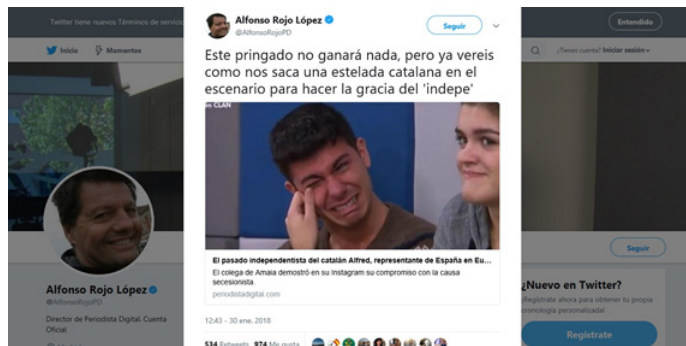 Twitter tiene nuevos Términos de servicio
Entendido
Inicio
Momentos
¿Tienes cuenta? Iniciar sesión
Alfonso Rojo López
@AlfonsoRojoPD
Seguir
Este pringado no ganará nada, pero ya vereis
como nos saca una estelada catalana en el
escenario para hacer la gracia del 'indepe'
CLAN
El pasado independentista del catalán Alfred, representante de España en Eu...
El colega de Amaia demostró en su Instagram su compromiso con la causa
secesionista.
periodistadigital.com
12:43 - 30 ene. 2018
534 Retweets 974 Me gusta
Alfonso Rojo López
@AlfonsoRojoPD
Director de Periodista Digital. Cuenta
Oficial
Seguir
¿Nuevo en Twitter?
¡Regístrate ahora para obtener tu propia
cronología personalizada!
Regístrate